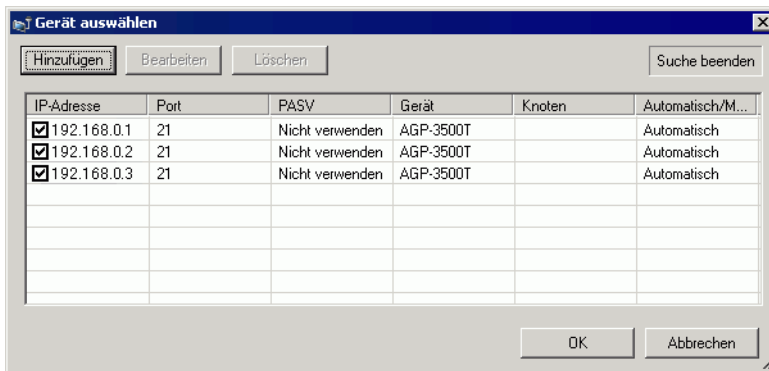 Gerät auswählen
Hinzufügen Bearbeiten Löschen Suche beenden
IP-Adresse Port PASV Gerät Knoten Automatisch/M...
192.168.0.1 21 Nicht verwenden AGP-3500T Automatisch
192.168.0.2 21 Nicht verwenden AGP-3500T Automatisch
192.168.0.3 21 Nicht verwenden AGP-3500T Automatisch
OK Abbrechen